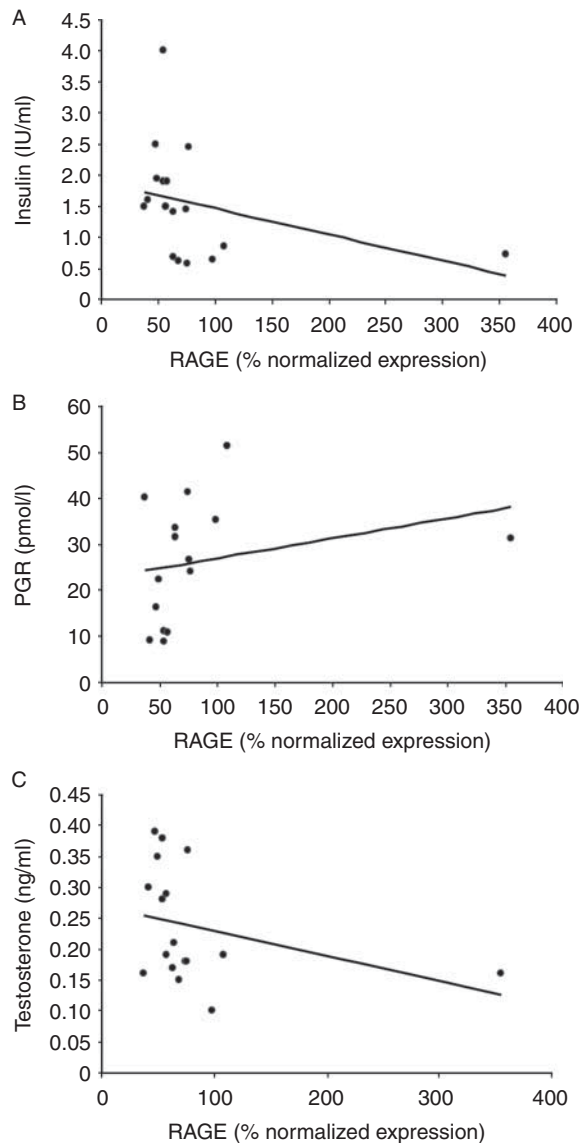 A
4.5
4.0
3.5
3.0
2.5
2.0
1.5
1.0
0.5
0
Insulin (IU/ml)
0 50 100 150 200 250 300 350 400
RAGE (% normalized expression)
B
60
50
40
30
20
10
0
PGR (pmol/l)
0 50 100 150 200 250 300 350 400
RAGE (% normalized expression)
C
0.45
0.40
0.35
0.30
0.25
0.20
0.15
0.10
0.05
0
Testosterone (ng/ml)
0 100 200 300 400
RAGE (% normalized expression)